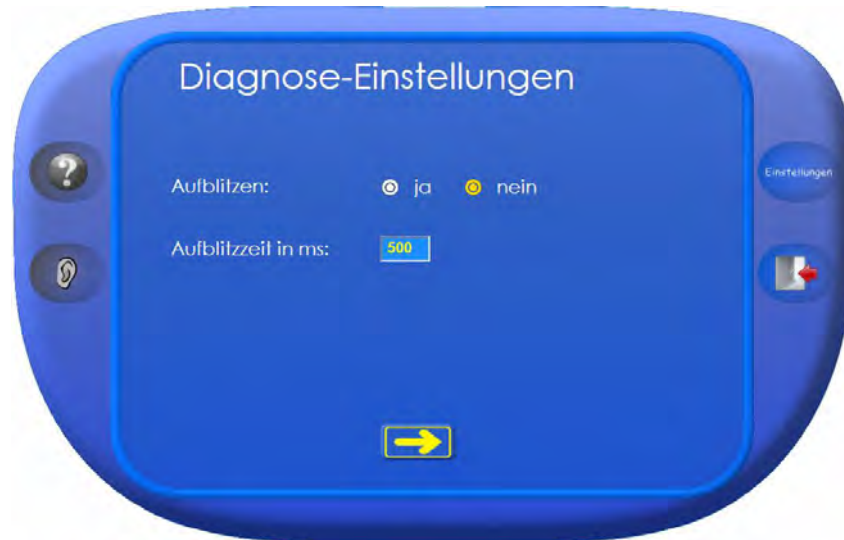 Diagnose-Einstellungen
?
Einstellungen
Aufblitzen: ja nein
Aufblitzzeit in ms: 500